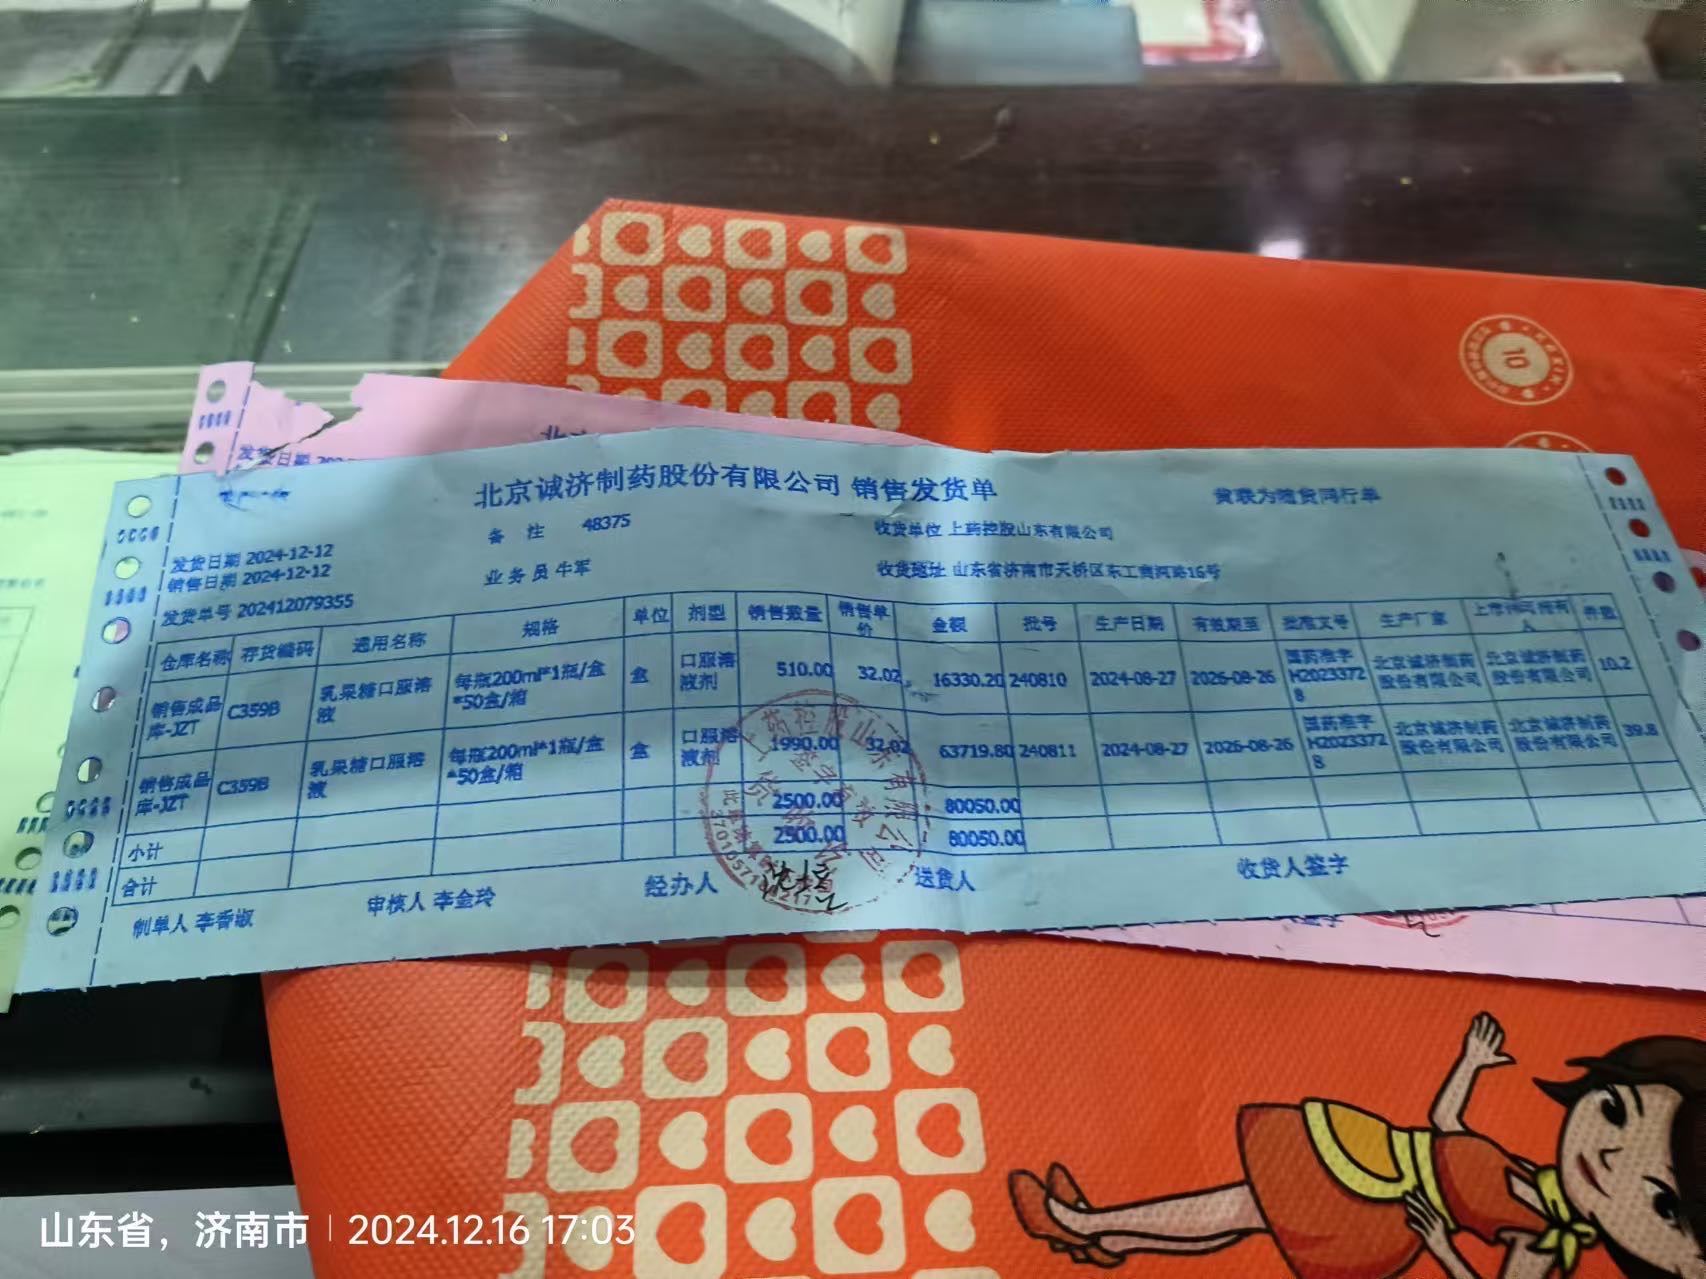 发货日期
北京诚济制药股份有限公司 销售发货单
黄联为随货同行单
备 注 48375
收货单位 上药控股山东有限公司
发货日期 2024-12-12
销售日期 2024-12-12
业务员 牛军
收货地址 山东省济南市天桥区东工商河路16号
发货单号 202412079355
仓库名称 存货编码 通用名称 规格 单位 剂型 销售数量 销售单价 金额 批号 生产日期 有效期至 批准文号 生产厂家 上市许可持有人 件数
销售成品库-JZT C359B 乳果糖口服溶液 每瓶200ml*1瓶/盒*50盒/箱 盒 口服溶液剂 510.00 32.02 16330.20 240810 2024-08-27 2026-08-26 国药准字H20233728 北京诚济制药股份有限公司 北京诚济制药股份有限公司 10.2
销售成品库-JZT C359B 乳果糖口服溶液 每瓶200ml*1瓶/盒*50盒/箱 盒 口服溶液剂 1990.00 32.02 63719.80 240811 2024-08-27 2026-08-26 国药准字H20233728 北京诚济制药股份有限公司 北京诚济制药股份有限公司 39.8
小计 2500.00 80050.00
合计 2500.00 80050.00
制单人 李香椒 审核人 李金玲 经办人 送货人 收货人签字
上药控股山东有限公司
10
山东省，济南市 2024.12.16 17:03